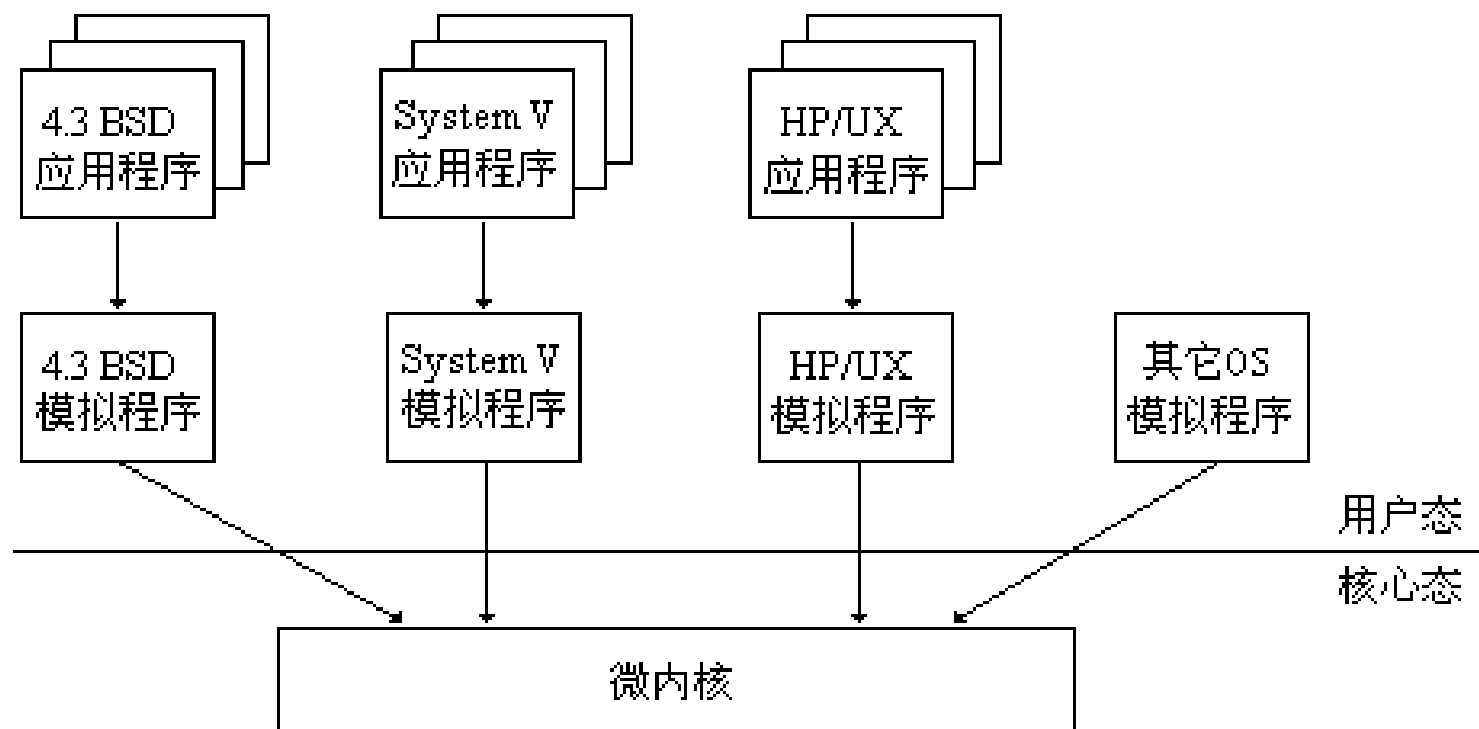 4.3 BSD
应用程序
System V
应用程序
HP/UX
应用程序
4.3 BSD
模拟程序
System V
模拟程序
HP/UX
模拟程序
其它OS
模拟程序
用户态
核心态
微内核